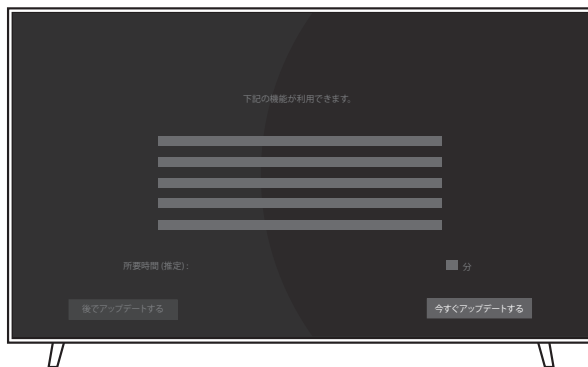 下記の機能が利用できます。
所要時間 (推定) :
分
後でアップデートする
今すぐアップデートする